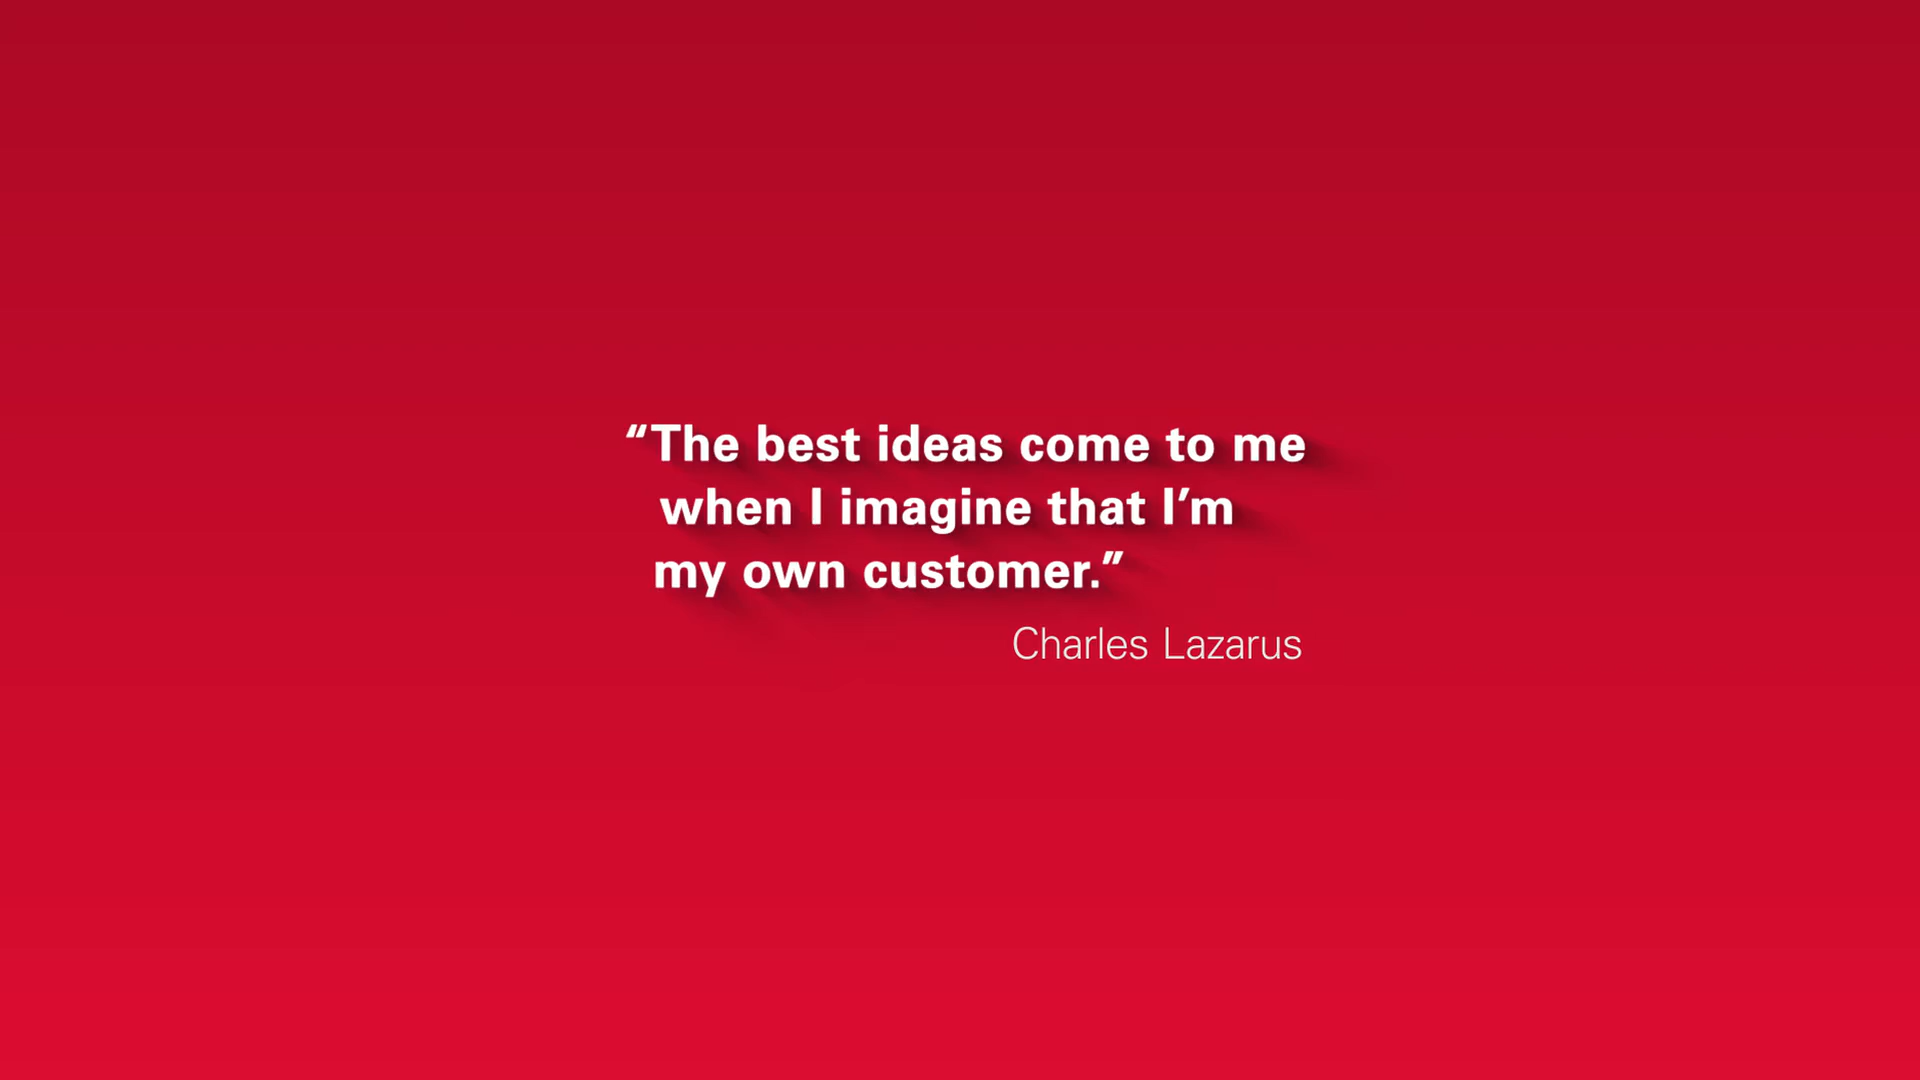 “The best ideas come to me
when I imagine that I’m
my own customer.”
Charles Lazarus